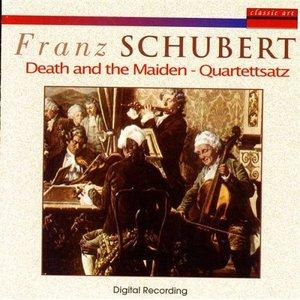 classic art
Franz SCHUBERT
Death and the Maiden - Quartettsatz
Digital Recording